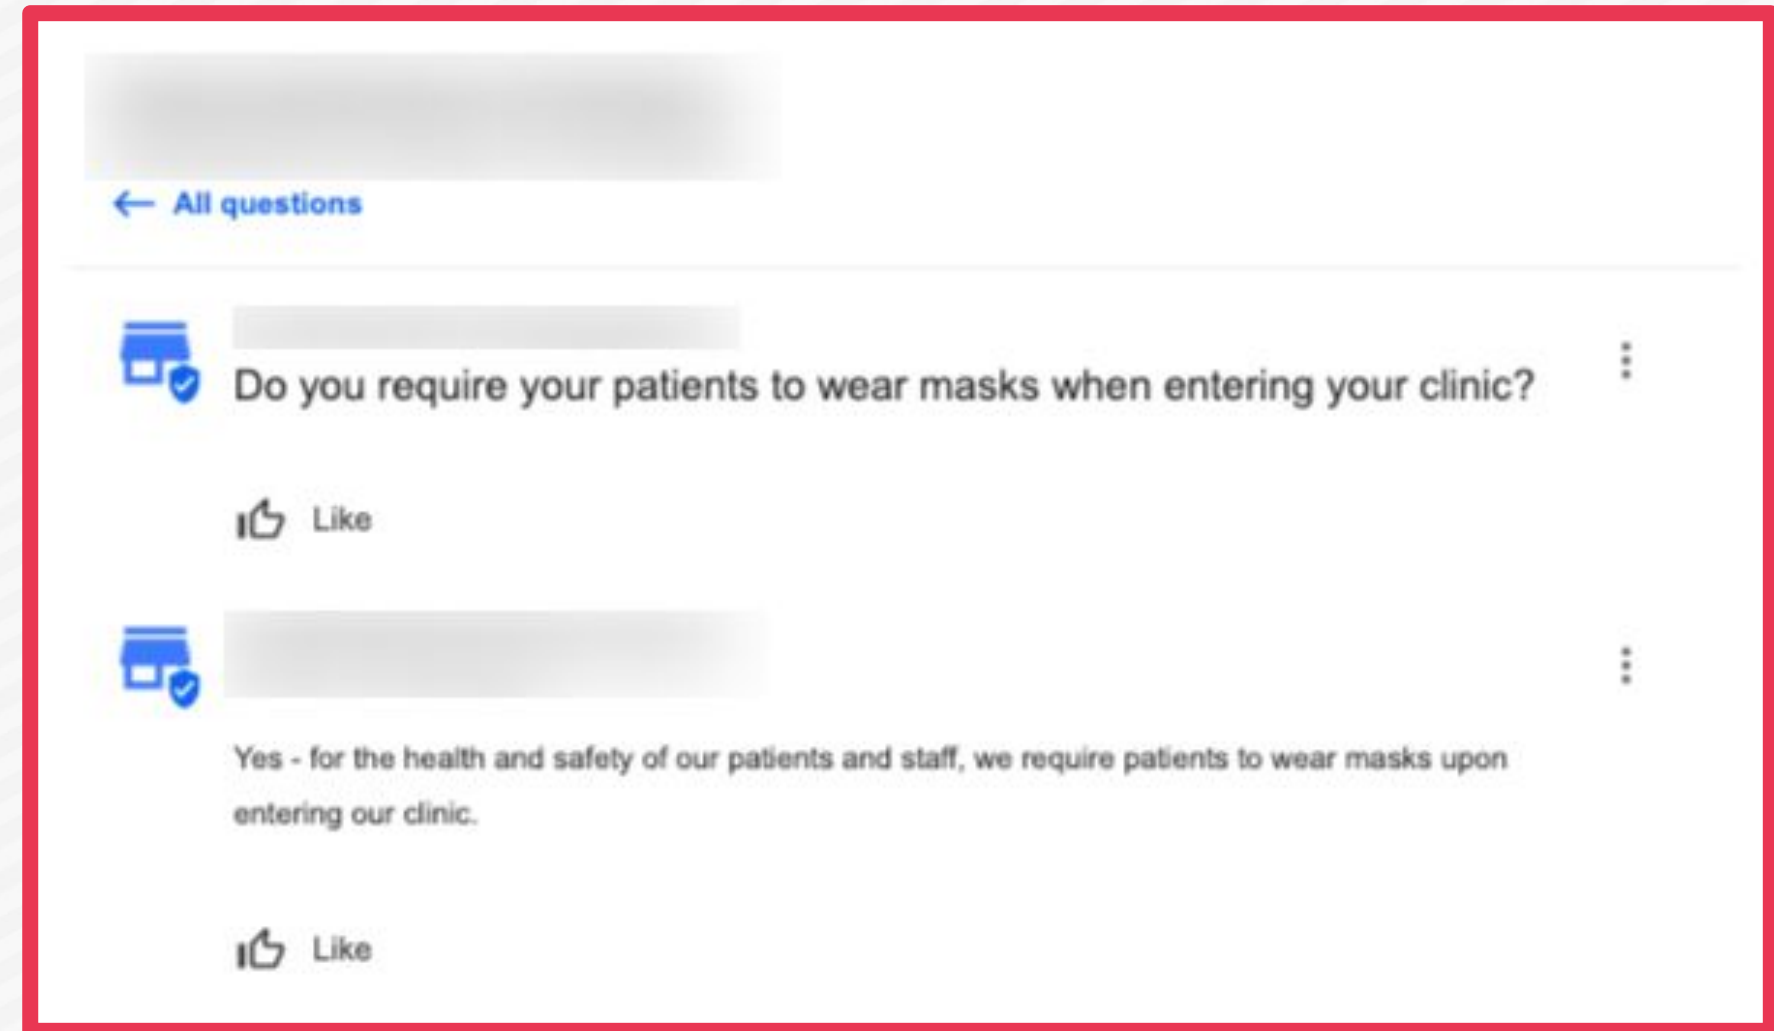 All questions
Do you require your patients to wear masks when entering your clinic?
Like
Yes - for the health and safety of our patients and staff, we require patients to wear masks upon
entering our clinic.
Like